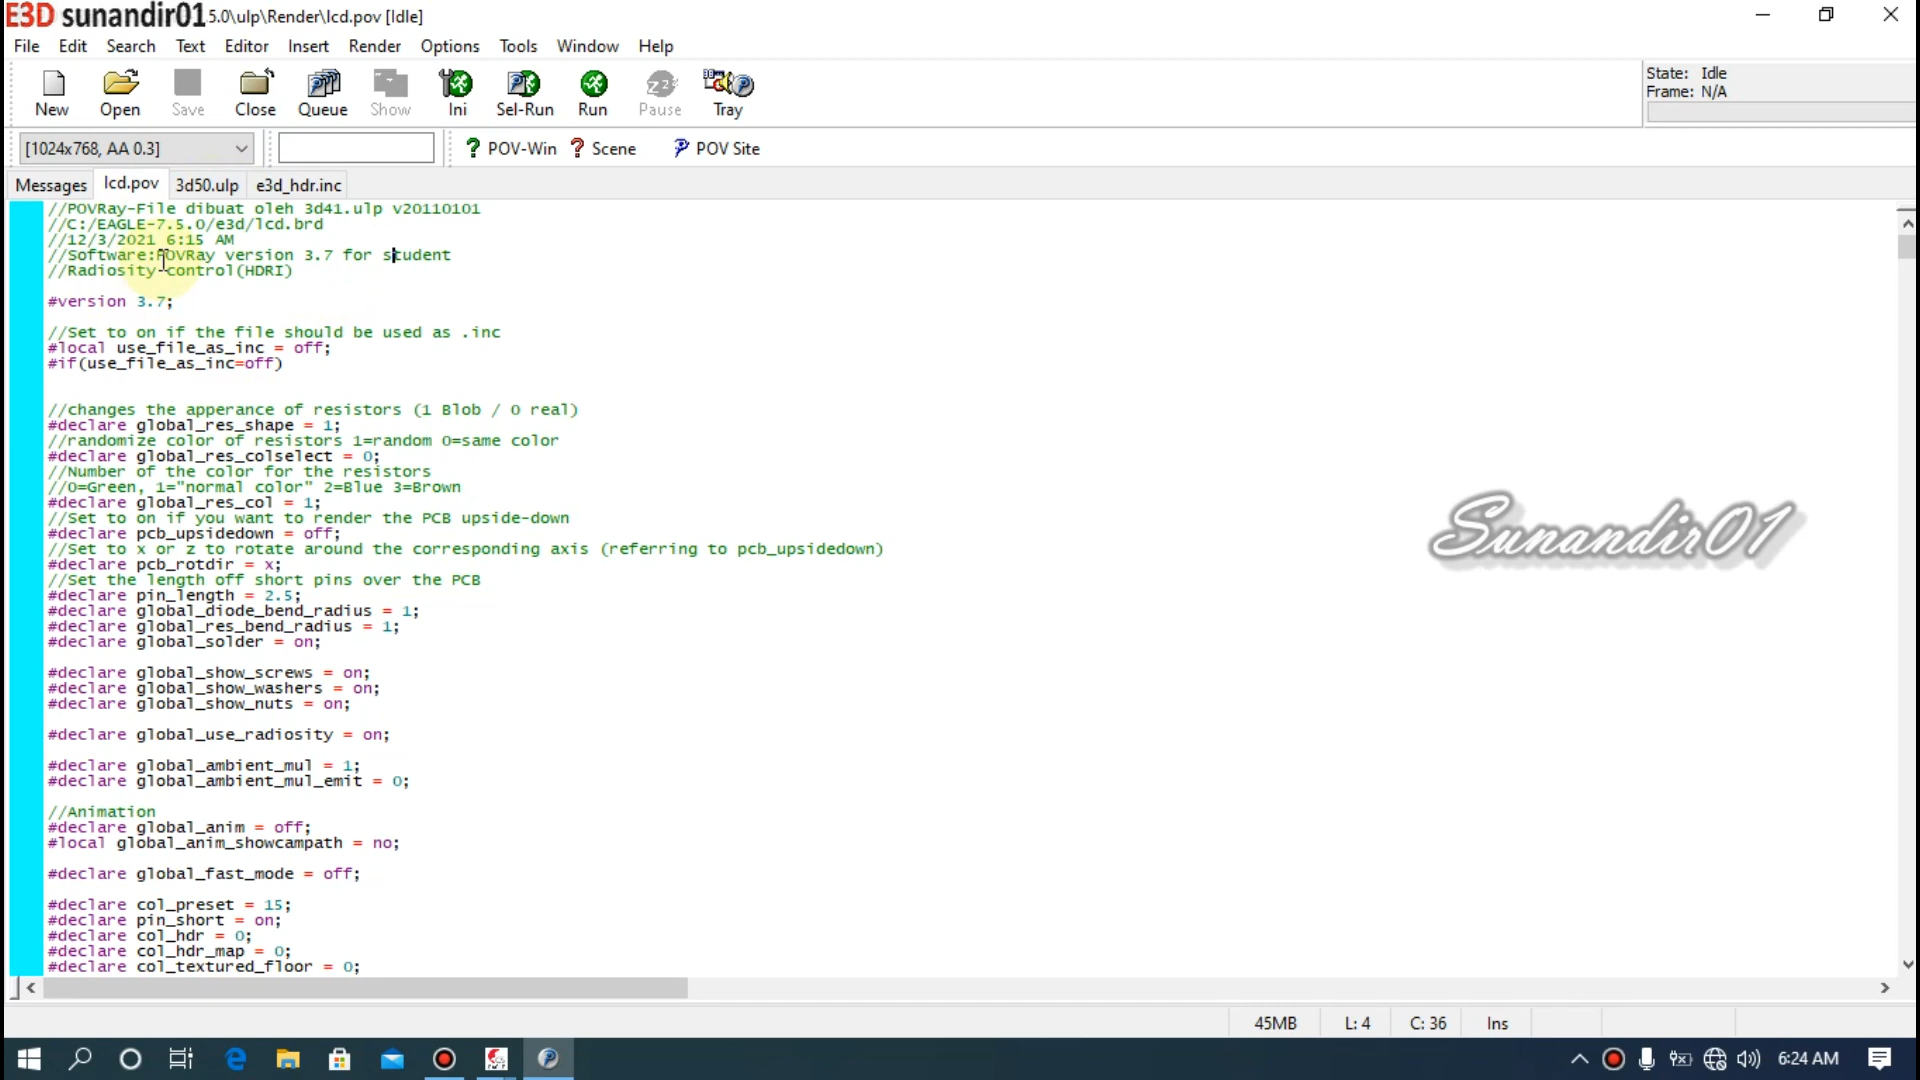 E3D sunandir01 5.0\ulp\Render\lcd.pov [Idle]
File Edit Search Text Editor Insert Render Options Tools Window Help
New Open Save Close Queue Show Ini Sel-Run Run Pause Tray
State: Idle
Frame: N/A
[1024x768, AA 0.3] ? POV-Win ? Scene POV Site
Messages lcd.pov 3d50.ulp e3d_hdr.inc
//POVRay-File dibuat oleh 3d41.ulp v20110101
//C:/EAGLE-7.5.0/e3d/lcd.brd
//12/3/2021 6:15 AM
//Software:POVRay version 3.7 for student
//Radiosity control(HDRI)
#version 3.7;
//Set to on if the file should be used as .inc
#local use_file_as_inc = off;
#if(use_file_as_inc=off)
//changes the apperance of resistors (1 Blob / 0 real)
#declare global_res_shape = 1;
//randomize color of resistors 1=random 0=same color
#declare global_res_colselect = 0;
//Number of the color for the resistors
//0=Green, 1="normal color" 2=Blue 3=Brown
#declare global_res_col = 1;
//Set to on if you want to render the PCB upside-down
#declare pcb_upsidedown = off;
//Set to x or z to rotate around the corresponding axis (referring to pcb_upsidedown)
#declare pcb_rotdir = x;
//Set the length off short pins over the PCB
#declare pin_length = 2.5;
#declare global_diode_bend_radius = 1;
#declare global_res_bend_radius = 1;
#declare global_solder = on;
#declare global_show_screws = on;
#declare global_show_washers = on;
#declare global_show_nuts = on;
#declare global_use_radiosity = on;
#declare global_ambient_mul = 1;
#declare global_ambient_mul_emit = 0;
//Animation
#declare global_anim = off;
#local global_anim_showcampath = no;
#declare global_fast_mode = off;
#declare col_preset = 15;
#declare pin_short = on;
#declare col_hdr = 0;
#declare col_hdr_map = 0;
#declare col_textured_floor = 0;
Sunandir01
45MB L: 4 C: 36 Ins
6:24 AM